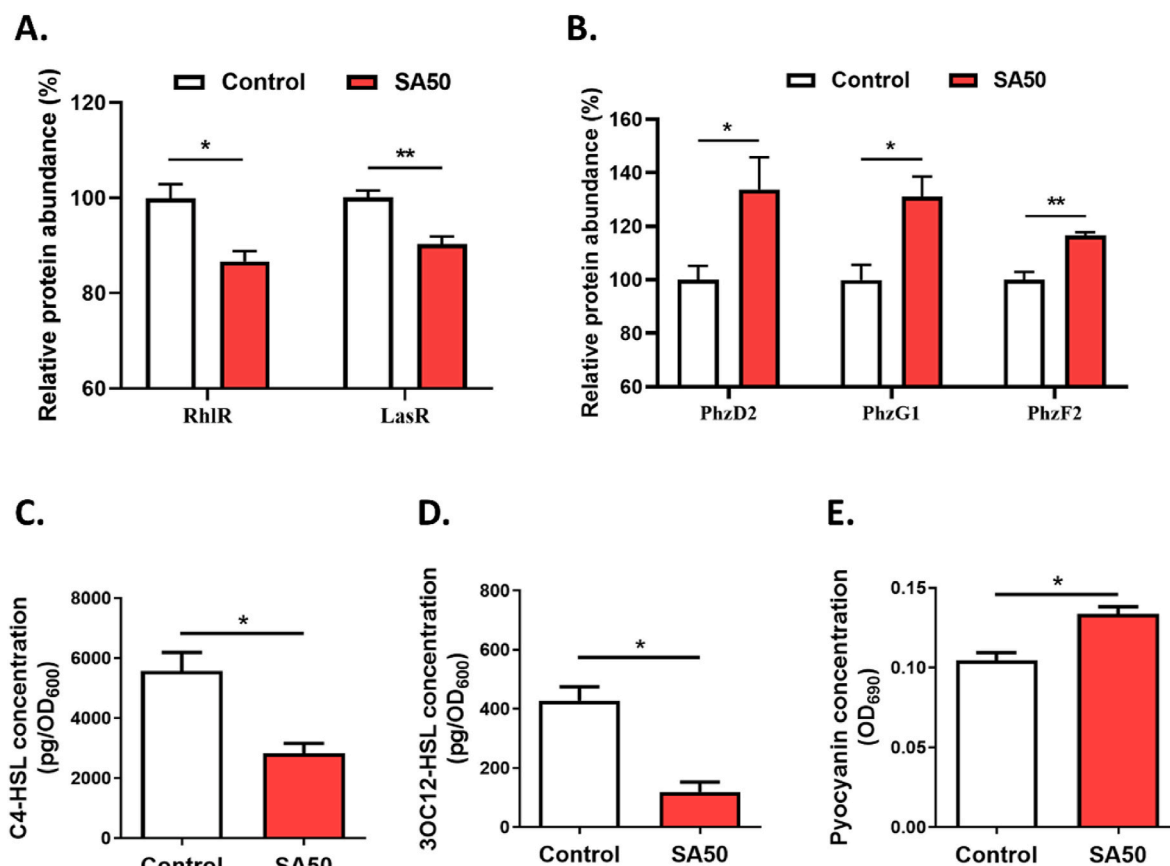 A.
Control SA50
Relative protein abundance (%)
120
100
80
60
*
**
RhlR LasR
B.
Control SA50
Relative protein abundance (%)
160
140
120
100
80
60
*
*
**
PhzD2 PhzG1 PhzF2
C.
C4-HSL concentration
(pg/OD₆₀₀)
8000
6000
4000
2000
0
*
Control SA50
D.
3OC12-HSL concentration
(pg/OD₆₀₀)
800
600
400
200
0
*
Control SA50
E.
Pyocyanin concentration
(OD₆₉₀)
0.15
0.10
0.05
0.00
*
Control SA50